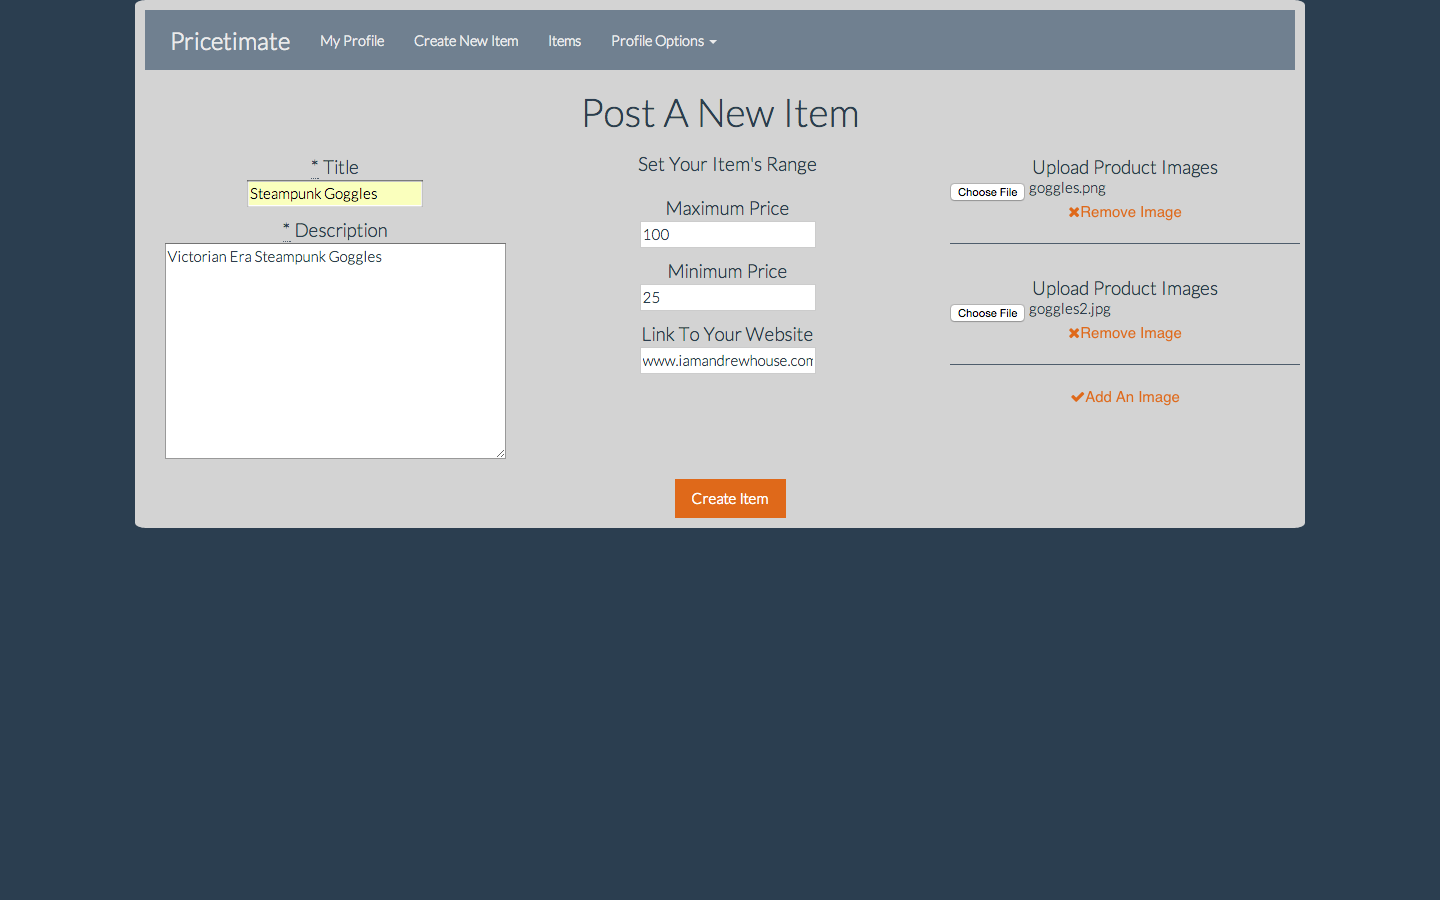 Pricetimate My Profile Create New Item Items Profile Options
Post A New Item
* Title
Steampunk Goggles
* Description
Victorian Era Steampunk Goggles
Set Your Item's Range
Maximum Price
100
Minimum Price
25
Link To Your Website
www.iamandrewhouse.com
Upload Product Images
Choose File goggles.png
Remove Image
Upload Product Images
Choose File goggles2.jpg
Remove Image
Add An Image
Create Item